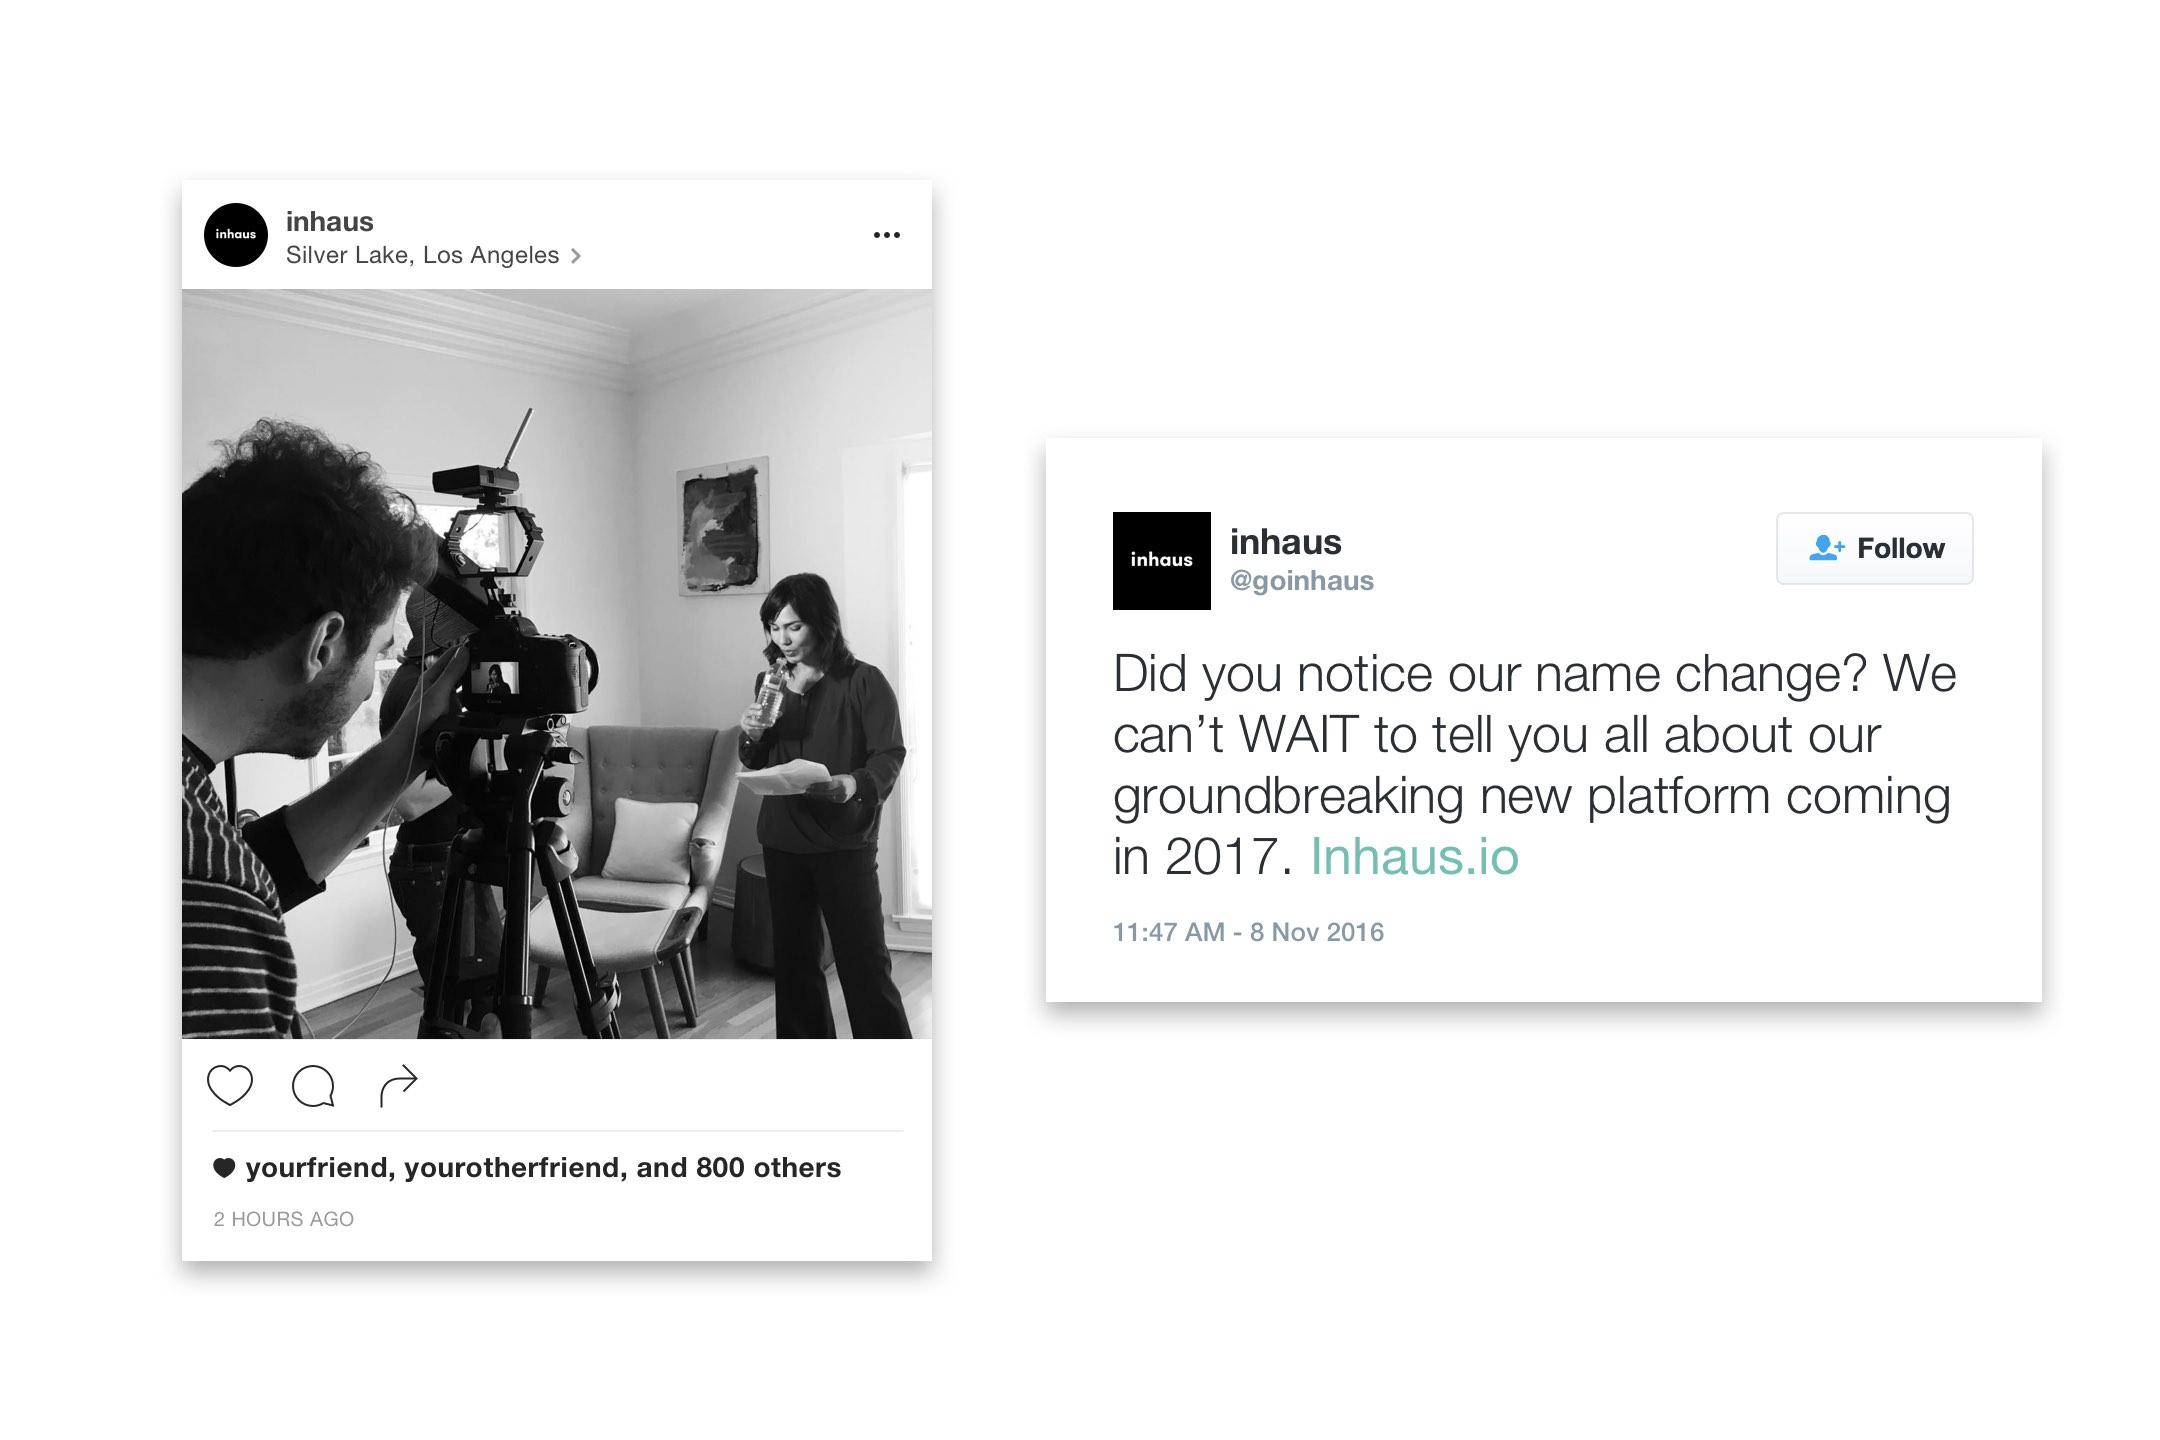 inhaus
inhaus
Silver Lake, Los Angeles
yourfriend, yourotherfriend, and 800 others
2 HOURS AGO
inhaus
inhaus
@goinhaus
Follow
Did you notice our name change? We
can’t WAIT to tell you all about our
groundbreaking new platform coming
in 2017. Inhaus.io
11:47 AM - 8 Nov 2016